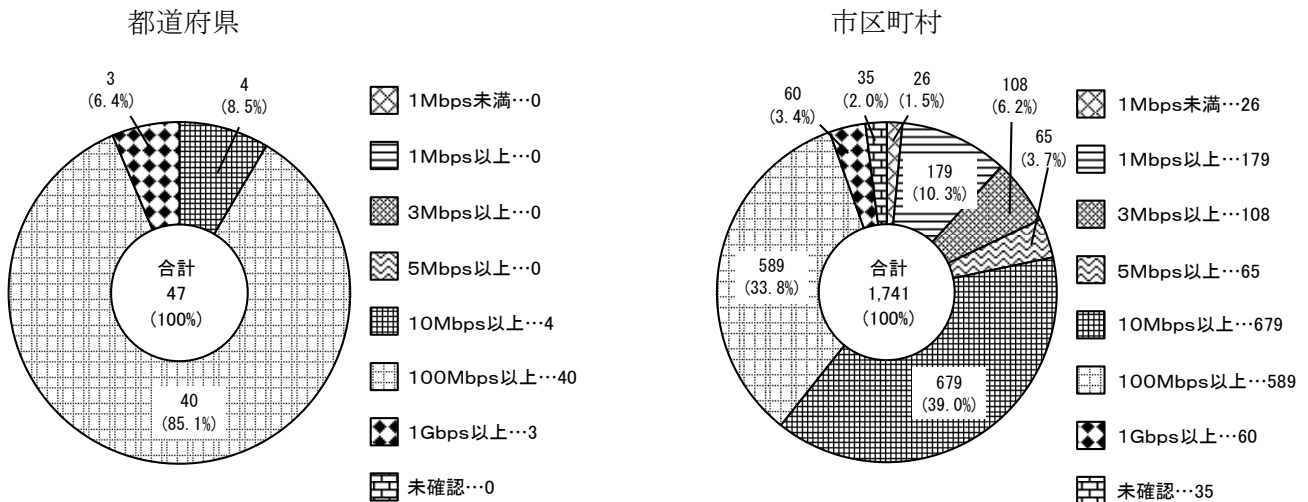 都道府県
3
(6.4%)
4
(8.5%)
合計
47
(100%)
40
(85.1%)
1Mbps未満…0
1Mbps以上…0
3Mbps以上…0
5Mbps以上…0
10Mbps以上…4
100Mbps以上…40
1Gbps以上…3
未確認…0
市区町村
60
(3.4%)
35
(2.0%)
26
(1.5%)
108
(6.2%)
65
(3.7%)
179
(10.3%)
589
(33.8%)
合計
1,741
(100%)
679
(39.0%)
1Mbps未満…26
1Mbps以上…179
3Mbps以上…108
5Mbps以上…65
10Mbps以上…679
100Mbps以上…589
1Gbps以上…60
未確認…35